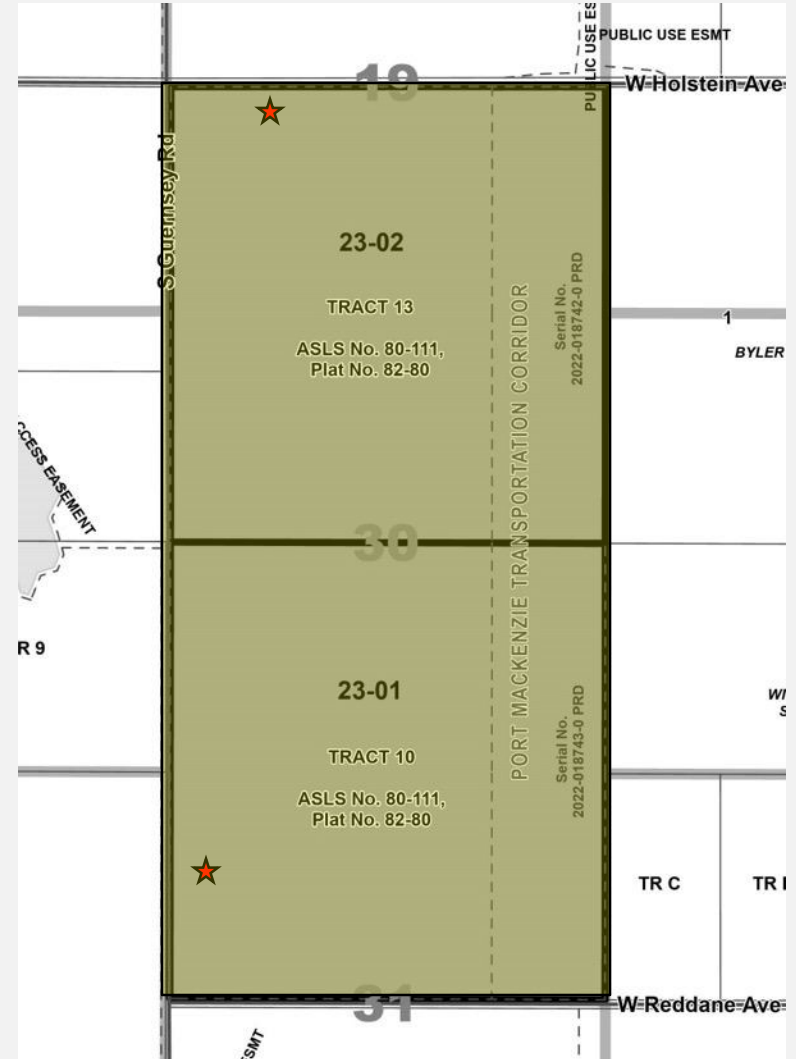 PUBLIC USE ESMT
PUBLIC USE ES
19
W Holstein Ave
S Guernsey Rd
23-02
TRACT 13
ASLS No. 80-111,
Plat No. 82-80
Serial No.
2022-018742-0 PRD
PORT MACKENZIE TRANSPORTATION CORRIDOR
1
BYLER
CCESS EASEMENT
30
R 9
23-01
TRACT 10
ASLS No. 80-111,
Plat No. 82-80
Serial No.
2022-018743-0 PRD
TR C
TR
31
W Reddane Ave
SMT